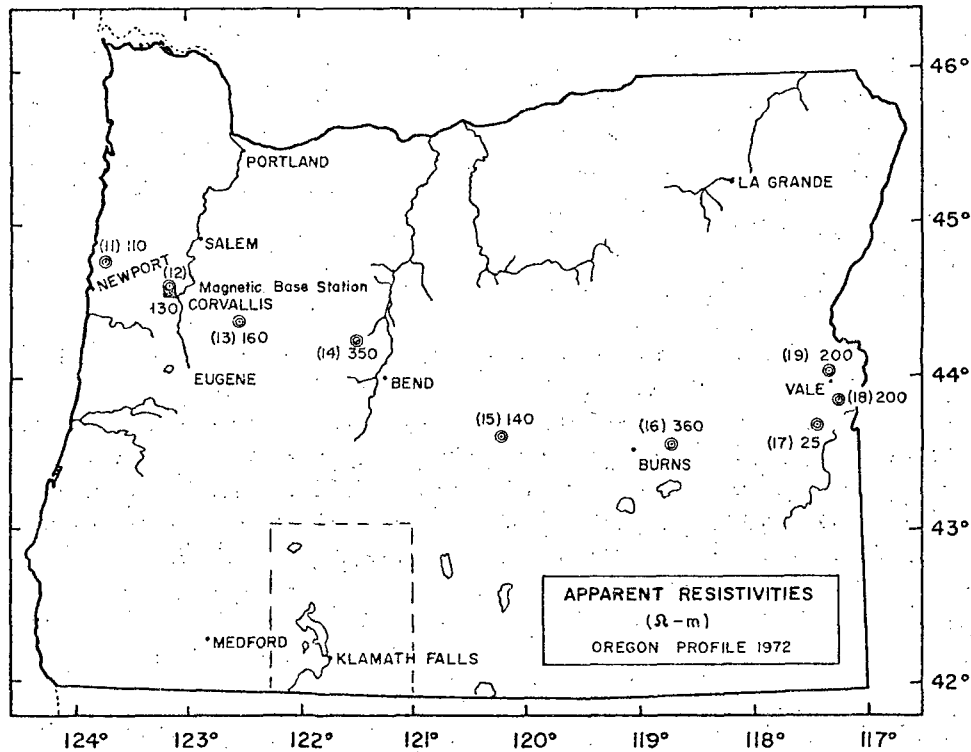 46°
PORTLAND
LA GRANDE
45°
(11) 110
SALEM
NEWPORT
(12)
Magnetic Base Station
130 CORVALLIS
(13) 160
(14) 350
(19) 200
EUGENE
BEND
44°
VALE
(18) 200
(15) 140
(16) 360
(17) 25
BURNS
43°
APPARENT RESISTIVITIES
(Ω-m)
OREGON PROFILE 1972
MEDFORD
KLAMATH FALLS
42°
124° 123° 122° 121° 120° 119° 118° 117°